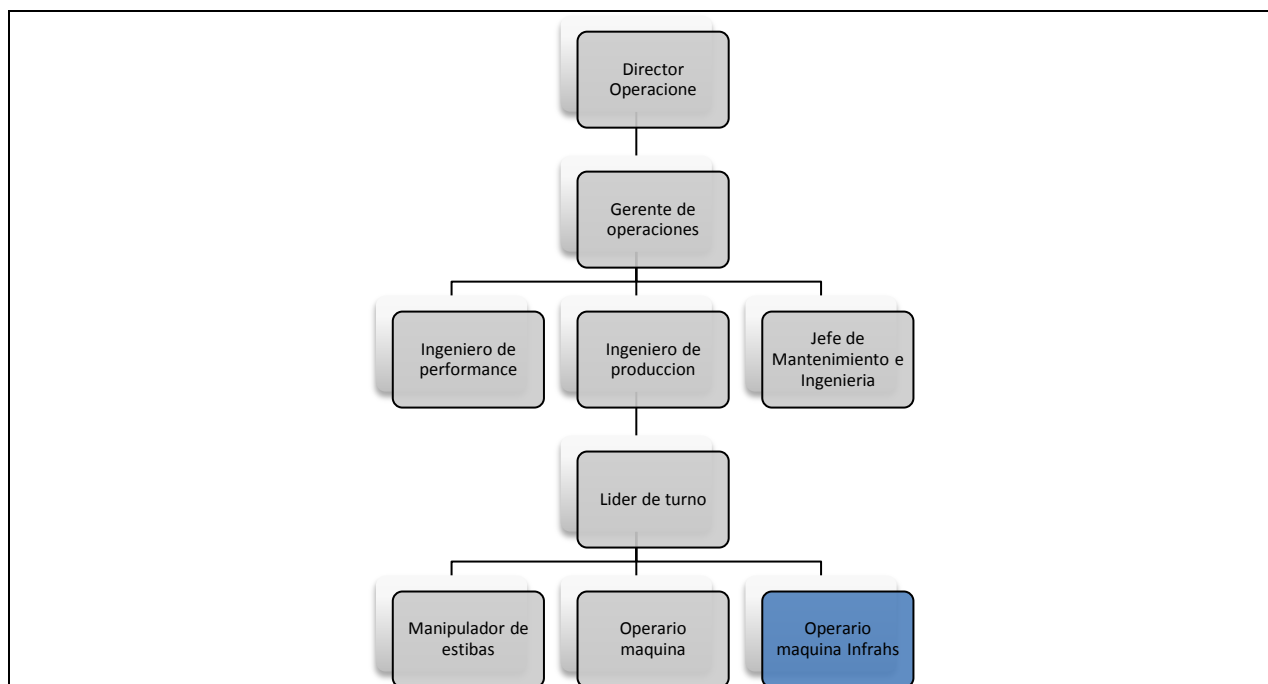 Director
Operacione
Gerente de
operaciones
Ingeniero de
performance
Ingeniero de
produccion
Jefe de
Mantenimiento e
Ingenieria
Lider de turno
Manipulador de
estibas
Operario
maquina
Operario
maquina Infrahs